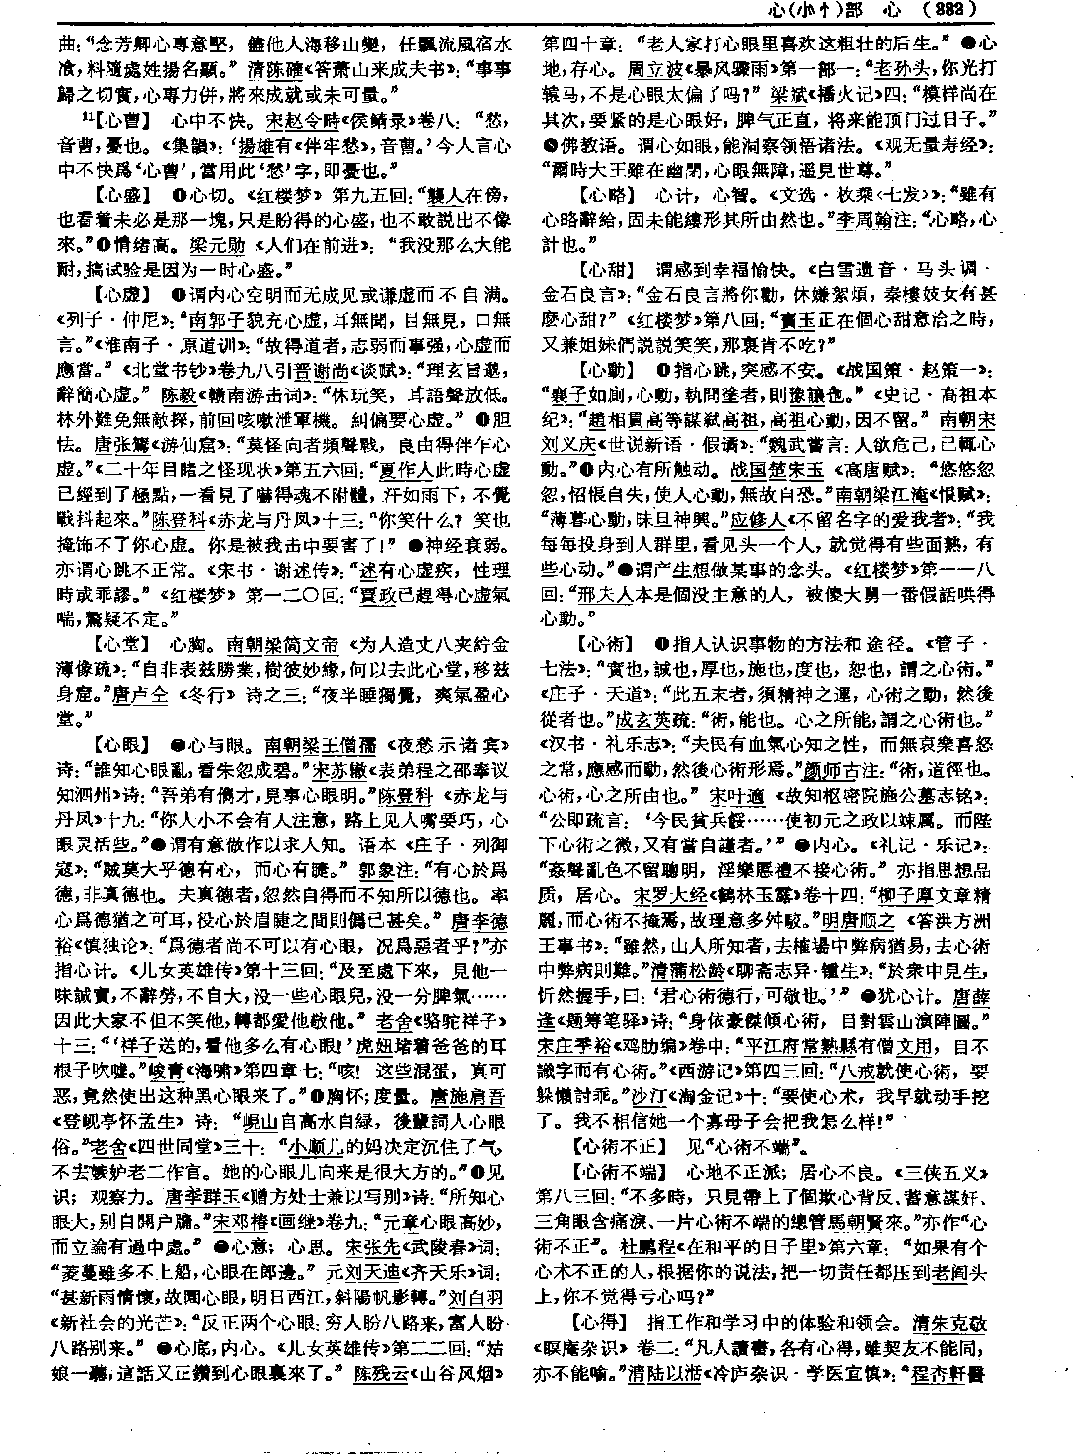 心(小忄)部 心 (383)
曲：“念芳卿心專意堅，儘他人海移山變，任飄流風宿水
飡，料適處姓揚名顯。”清陈確《答萧山来成夫书》：“事事
歸之切實，心專力併，將來成就或未可量。”
11【心曹】 心中不快。宋赵令畤《侯鲭录》卷八：“愁，
音曹，憂也。《集韻》：‘揚雄有《伴牢愁》，音曹。’今人言心
中不快爲‘心曹’，當用此‘愁’字，即憂也。”
【心盛】 ❶心切。《红楼梦》第九五回：“襲人在傍，
也看着未必是那一塊，只是盼得的心盛，也不敢説出不像
來。”❷情绪高。梁元勋《人们在前进》：“我没那么大能
耐，搞试验是因为一时心盛。”
【心虚】 ❶谓内心空明而无成见或谦虚而不自满。
《列子·仲尼》：“南郭子貌充心虚，耳無聞，目無見，口無
言。”《淮南子·原道训》：“故得道者，志弱而事强，心虚而
應當。”《北堂书钞》卷九八引晋谢尚《谈赋》：“理玄旨邈，
辭簡心虚。”陈毅《赣南游击词》：“休玩笑，耳語聲放低。
林外難免無敵探，前回咳嗽泄軍機。糾偏要心虚。”❷胆
怯。唐张鷟《游仙窟》：“莫怪向者頻聲戰，良由得伴乍心
虚。”《二十年目睹之怪现状》第五六回：“夏作人此時心虚
已經到了極點，一看見了嚇得魂不附體，汗如雨下，不覺
戰抖起來。”陈登科《赤龙与丹凤》十三：“你笑什么？笑也
掩饰不了你心虚。你是被我击中要害了！”❸神经衰弱。
亦谓心跳不正常。《宋书·谢述传》：“述有心虚疾，性理
時或乖謬。”《红楼梦》第一二〇回：“賈政已趕得心虚氣
喘，驚疑不定。”
【心堂】 心胸。南朝梁简文帝《为人造丈八夹紵金
薄像疏》：“自非表兹勝業，樹彼妙緣，何以去此心堂，移兹
身窟。”唐卢仝《冬行》诗之三：“夜半睡獨覺，爽氣盈心
堂。”
【心眼】 ❶心与眼。南朝梁王僧孺《夜愁示诸宾》
诗：“誰知心眼亂，看朱忽成碧。”宋苏辙《表弟程之邵奉议
知泗州》诗：“吾弟有儁才，見事心眼明。”陈登科《赤龙与
丹凤》十九：“你人小不会有人注意，路上见人嘴要巧，心
眼灵活些。”❷谓有意做作以求人知。语本《庄子·列御
寇》：“賊莫大乎德有心，而心有睫。”郭象注：“有心於爲
德，非真德也。夫真德者，忽然自得而不知所以德也。率
心爲德猶之可耳，役心於眉睫之間則僞已甚矣。”唐李德
裕《慎独论》：“爲德者尚不可以有心眼，況爲惡者乎？”亦
指心计。《儿女英雄传》第十三回：“及至處下來，見他一
味誠實，不辭勞，不自大，没一些心眼兒，没一分脾氣……
因此大家不但不笑他，轉都愛他敬他。”老舍《骆驼祥子》
十三：“‘祥子送的，看他多么有心眼！’虎妞堵着爸爸的耳
根子吹嘘。”峻青《海啸》第四章七：“咳！这些混蛋，真可
恶，竟然使出这种黑心眼来了。”❸胸怀；度量。唐施肩吾
《登岘亭怀孟生》诗：“峴山自高水自緑，後輩詞人心眼
俗。”老舍《四世同堂》三十：“小顺儿的妈决定沉住了气，
不去嫉妒老二作官。她的心眼儿向来是很大方的。”❹见
识；观察力。唐李群玉《赠方处士兼以写别》诗：“所知心
眼大，别自開户牖。”宋邓椿《画继》卷九：“元章心眼高妙，
而立論有過中處。”❺心意；心思。宋张先《武陵春》词：
“菱蔓雖多不上船，心眼在郎邊。”元刘天迪《齐天乐》词：
“甚新雨情懷，故園心眼，明日西江，斜陽帆影轉。”刘白羽
《新社会的光芒》：“反正两个心眼：穷人盼八路来，富人盼
八路别来。”❻心底，内心。《儿女英雄传》第二二回：“姑
娘一聽，這話又正鑽到心眼裏來了。”陈残云《山谷风烟》
第四十章：“老人家打心眼里喜欢这粗壮的后生。”❼心
地，存心。周立波《暴风骤雨》第一部一：“老孙头，你光打
辕马，不是心眼太偏了吗？”梁斌《播火记》四：“模样尚在
其次，要紧的是心眼好，脾气正直，将来能顶门过日子。”
❽佛教语。谓心如眼，能洞察领悟诸法。《观无量寿经》：
“爾時大王雖在幽閉，心眼無障，遥見世尊。”
【心略】 心计，心智。《文选·枚乘〈七发〉》：“雖有
心略辭給，固未能縷形其所由然也。”李周翰注：“心略，心
計也。”
【心甜】 谓感到幸福愉快。《白雪遗音·马头调·
金石良言》：“金石良言將你勸，休嫌絮煩，秦樓妓女有甚
麽心甜？”《红楼梦》第八回：“寶玉正在個心甜意洽之時，
又兼姐妹們説説笑笑，那裏肯不吃？”
【心動】 ❶指心跳，突感不安。《战国策·赵策一》：
“襄子如廁，心動，執問塗者，則豫讓也。”《史记·高祖本
纪》：“趙相貫高等謀弑高祖，高祖心動，因不留。”南朝宋
刘义庆《世说新语·假谲》：“魏武嘗言：人欲危己，己輒心
動。”❷内心有所触动。战国楚宋玉《高唐赋》：“悠悠忽
忽，怊悵自失，使人心動，無故自恐。”南朝梁江淹《恨赋》：
“薄暮心動，昧旦神興。”应修人《不留名字的爱我者》：“我
每每投身到人群里，看见头一个人，就觉得有些面熟，有
些心动。”❸谓产生想做某事的念头。《红楼梦》第一一八
回：“邢夫人本是個没主意的人，被傻大舅一番假話哄得
心動。”
【心術】 ❶指人认识事物的方法和途径。《管子·
七法》：“實也，誠也，厚也，施也，度也，恕也，謂之心術。”
《庄子·天道》：“此五末者，須精神之運，心術之動，然後
從者也。”成玄英疏：“術，能也。心之所能，謂之心術也。”
《汉书·礼乐志》：“夫民有血氣心知之性，而無哀樂喜怒
之常，應感而動，然後心術形焉。”颜师古注：“術，道徑也。
心術，心之所由也。”宋叶適《故知枢密院施公墓志铭》：
“公即疏言：‘今民貧兵餒……使初元之政以竦厲。而陛
下心術之微，又有當自謹者。’”❷内心。《礼记·乐记》：
“姦聲亂色不留聰明，淫樂慝禮不接心術。”亦指思想品
质，居心。宋罗大经《鹤林玉露》卷十四：“柳子厚文章精
麗，而心術不掩焉，故理意多舛駁。”明唐顺之《答洪方洲
王事书》：“雖然，山人所知者，去榷場中弊病猶易，去心術
中弊病則難。”清蒲松龄《聊斋志异·锺生》：“於衆中見生，
忻然握手，曰：‘君心術德行，可敬也。’”❸犹心计。唐薛
逢《题筹笔驿》诗：“身依豪傑傾心術，目對雲山演陣圖。”
宋庄季裕《鸡肋编》卷中：“平江府常熟縣有僧文用，目不
識字而有心術。”《西游记》第四三回：“八戒就使心術，要
躲懶討乖。”沙汀《淘金记》十：“要使心术，我早就动手挖
了。我不相信她一个寡母子会把我怎么样！”
【心術不正】 见“心術不端”。
【心術不端】 心地不正派；居心不良。《三侠五义》
第八三回：“不多時，只見帶上了個欺心背反、蓄意謀奸、
三角眼含痛淚、一片心術不端的總管馬朝賢來。”亦作“心
術不正”。杜鹏程《在和平的日子里》第六章：“如果有个
心术不正的人，根据你的说法，把一切责任都压到老阎头
上，你不觉得亏心吗？”
【心得】 指工作和学习中的体验和领会。清朱克敬
《暝庵杂识》卷二：“凡人讀書，各有心得，雖契友不能同，
亦不能喻。”清陆以湉《冷庐杂识·学医宜慎》：“程杏軒醫